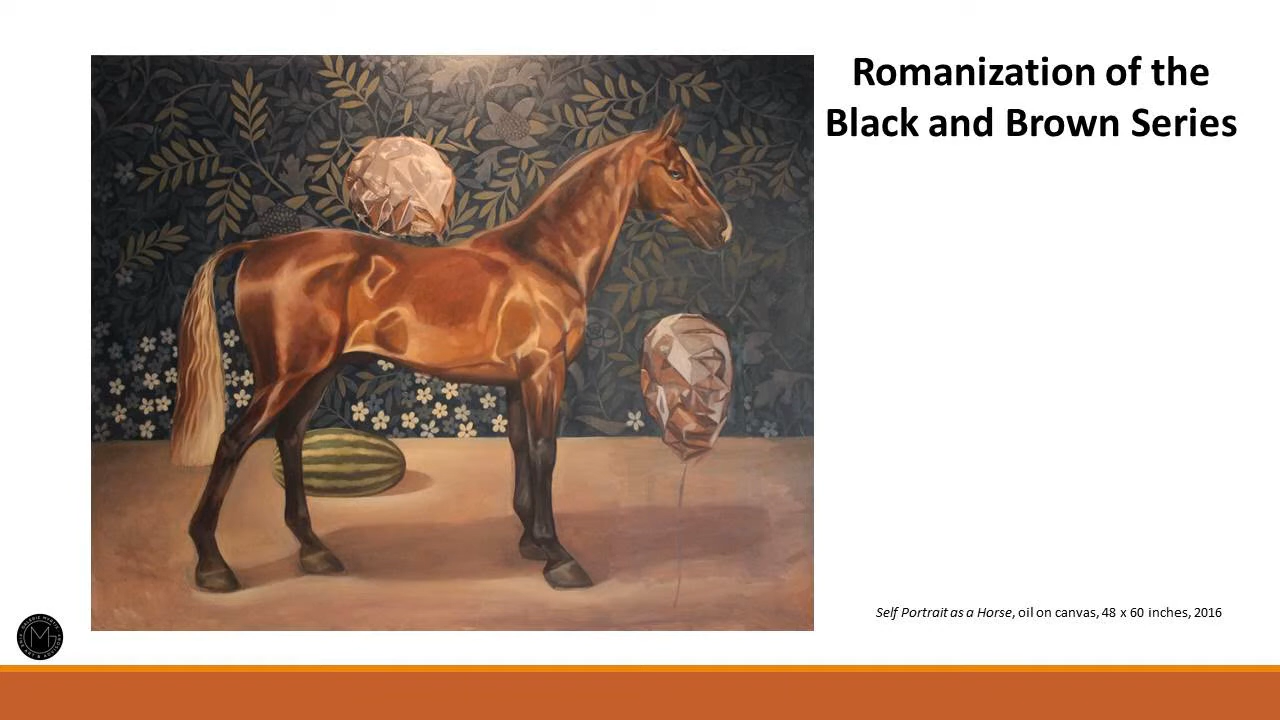 Romanization of the
Black and Brown Series
Self Portrait as a Horse, oil on canvas, 48 x 60 inches, 2016